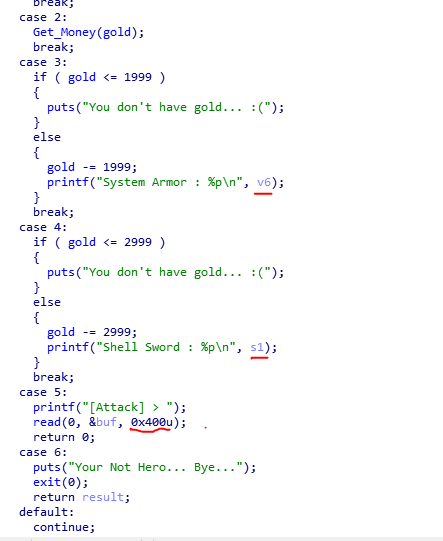 break;
case 2:
Get_Money(gold);
break;
case 3:
if ( gold <= 1999 )
{
puts("You don't have gold... :(");
}
else
{
gold -= 1999;
printf("System Armor : %p\n", v6);
}
break;
case 4:
if ( gold <= 2999 )
{
puts("You don't have gold... :(");
}
else
{
gold -= 2999;
printf("Shell Sword : %p\n", s1);
}
break;
case 5:
printf("[Attack] > ");
read(0, &buf, 0x400u);
return 0;
case 6:
puts("Your Not Hero... Bye...");
exit(0);
return result;
default:
continue;